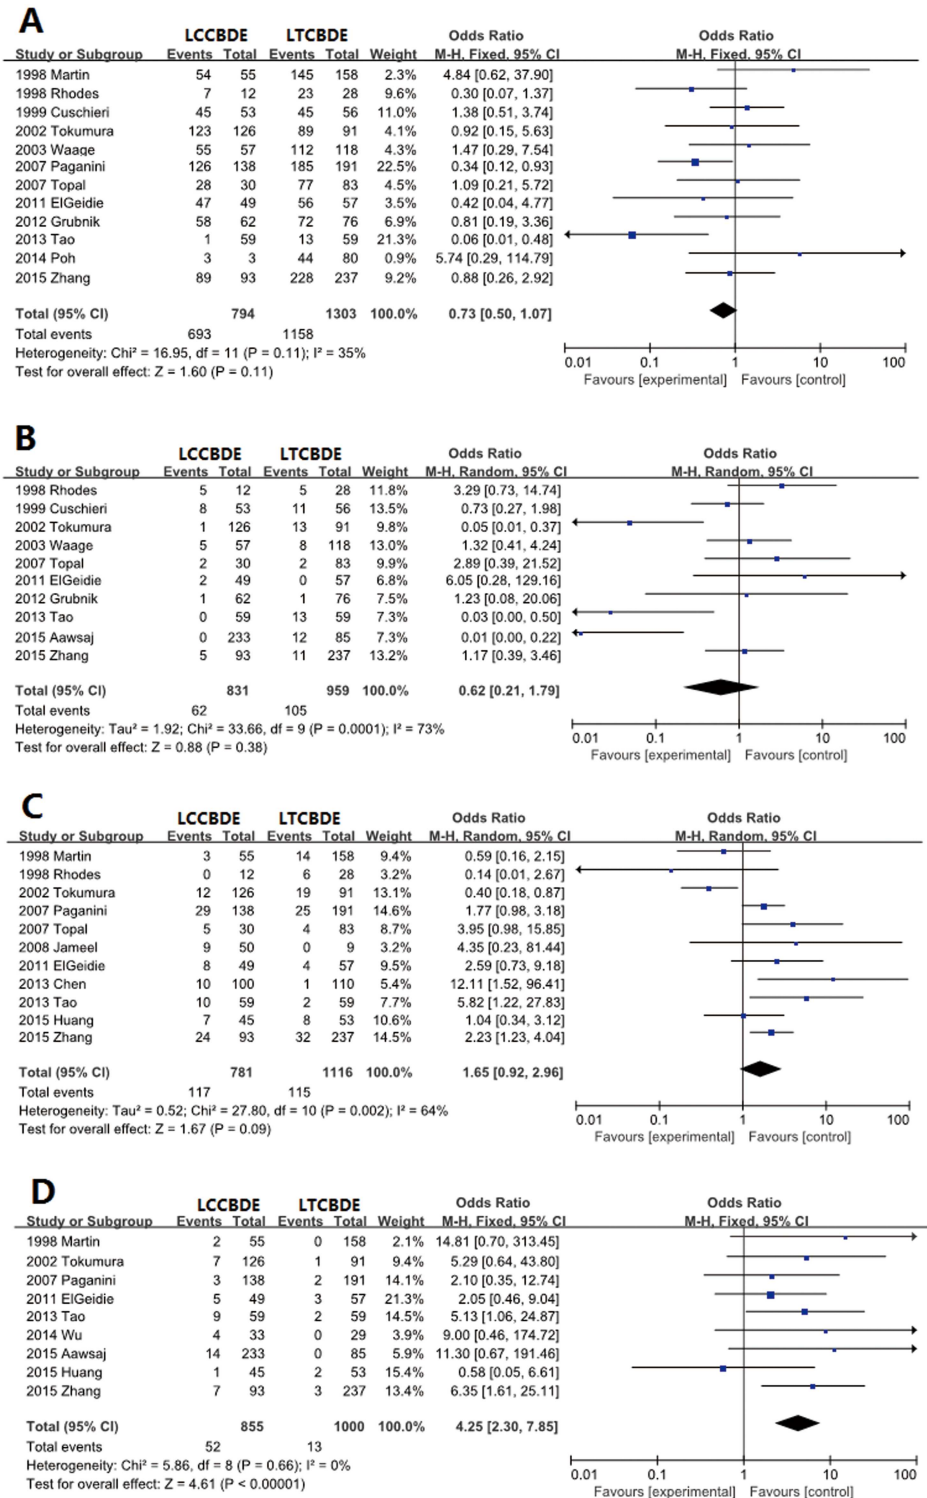 A
LCCBDE LTCBDE Odds Ratio Odds Ratio
Study or Subgroup Events Total Events Total Weight M-H, Fixed, 95% CI M-H, Fixed, 95% CI
1998 Martin 54 55 145 158 2.3% 4.84 [0.62, 37.90]
1998 Rhodes 7 12 23 28 9.6% 0.30 [0.07, 1.37]
1999 Cuschieri 45 53 45 56 11.0% 1.38 [0.51, 3.74]
2002 Tokumura 123 126 89 91 4.1% 0.92 [0.15, 5.63]
2003 Waage 55 57 112 118 4.3% 1.47 [0.29, 7.54]
2007 Paganini 126 138 185 191 22.5% 0.34 [0.12, 0.93]
2007 Topal 28 30 77 83 4.5% 1.09 [0.21, 5.72]
2011 ElGeidie 47 49 56 57 3.5% 0.42 [0.04, 4.77]
2012 Grubnik 58 62 72 76 6.9% 0.81 [0.19, 3.36]
2013 Tao 1 59 13 59 21.3% 0.06 [0.01, 0.48]
2014 Poh 3 3 44 80 0.9% 5.74 [0.29, 114.79]
2015 Zhang 89 93 228 237 9.2% 0.88 [0.26, 2.92]
Total (95% CI) 794 1303 100.0% 0.73 [0.50, 1.07]
Total events 693 1158
Heterogeneity: Chi² = 16.95, df = 11 (P = 0.11); I² = 35%
Test for overall effect: Z = 1.60 (P = 0.11)
0.01 0.1 1 10 100
Favours [experimental] Favours [control]
B
LCCBDE LTCBDE Odds Ratio Odds Ratio
Study or Subgroup Events Total Events Total Weight M-H, Random, 95% CI M-H, Random, 95% CI
1998 Rhodes 5 12 5 28 11.8% 3.29 [0.73, 14.74]
1999 Cuschieri 8 53 11 56 13.5% 0.73 [0.27, 1.98]
2002 Tokumura 1 126 13 91 9.8% 0.05 [0.01, 0.37]
2003 Waage 5 57 8 118 13.0% 1.32 [0.41, 4.24]
2007 Topal 2 30 2 83 9.9% 2.89 [0.39, 21.52]
2011 ElGeidie 2 49 0 57 6.8% 6.05 [0.28, 129.16]
2012 Grubnik 1 62 1 76 7.5% 1.23 [0.08, 20.06]
2013 Tao 0 59 13 59 7.3% 0.03 [0.00, 0.50]
2015 Aawsaj 0 233 12 85 7.3% 0.01 [0.00, 0.22]
2015 Zhang 5 93 11 237 13.2% 1.17 [0.39, 3.46]
Total (95% CI) 831 959 100.0% 0.62 [0.21, 1.79]
Total events 62 105
Heterogeneity: Tau² = 1.92; Chi² = 33.66, df = 9 (P = 0.0001); I² = 73%
Test for overall effect: Z = 0.88 (P = 0.38)
0.01 0.1 1 10 100
Favours [experimental] Favours [control]
C
LCCBDE LTCBDE Odds Ratio Odds Ratio
Study or Subgroup Events Total Events Total Weight M-H, Random, 95% CI M-H, Random, 95% CI
1998 Martin 3 55 14 158 9.4% 0.59 [0.16, 2.15]
1998 Rhodes 0 12 6 28 3.2% 0.14 [0.01, 2.67]
2002 Tokumura 12 126 19 91 13.1% 0.40 [0.18, 0.87]
2007 Paganini 29 138 25 191 14.6% 1.77 [0.98, 3.18]
2007 Topal 5 30 4 83 8.7% 3.95 [0.98, 15.85]
2008 Jameel 9 50 0 9 3.2% 4.35 [0.23, 81.44]
2011 ElGeidie 8 49 4 57 9.5% 2.59 [0.73, 9.18]
2013 Chen 10 100 1 110 5.4% 12.11 [1.52, 96.41]
2013 Tao 10 59 2 59 7.7% 5.82 [1.22, 27.83]
2015 Huang 7 45 8 53 10.6% 1.04 [0.34, 3.12]
2015 Zhang 24 93 32 237 14.5% 2.23 [1.23, 4.04]
Total (95% CI) 781 1116 100.0% 1.65 [0.92, 2.96]
Total events 117 115
Heterogeneity: Tau² = 0.52; Chi² = 27.80, df = 10 (P = 0.002); I² = 64%
Test for overall effect: Z = 1.67 (P = 0.09)
0.01 0.1 1 10 100
Favours [experimental] Favours [control]
D
LCCBDE LTCBDE Odds Ratio Odds Ratio
Study or Subgroup Events Total Events Total Weight M-H, Fixed, 95% CI M-H, Fixed, 95% CI
1998 Martin 2 55 0 158 2.1% 14.81 [0.70, 313.45]
2002 Tokumura 7 126 1 91 9.4% 5.29 [0.64, 43.80]
2007 Paganini 3 138 2 191 14.1% 2.10 [0.35, 12.74]
2011 ElGeidie 5 49 3 57 21.3% 2.05 [0.46, 9.04]
2013 Tao 9 59 2 59 14.5% 5.13 [1.06, 24.87]
2014 Wu 4 33 0 29 3.9% 9.00 [0.46, 174.72]
2015 Aawsaj 14 233 0 85 5.9% 11.30 [0.67, 191.46]
2015 Huang 1 45 2 53 15.4% 0.58 [0.05, 6.61]
2015 Zhang 7 93 3 237 13.4% 6.35 [1.61, 25.11]
Total (95% CI) 855 1000 100.0% 4.25 [2.30, 7.85]
Total events 52 13
Heterogeneity: Chi² = 5.86, df = 8 (P = 0.66); I² = 0%
Test for overall effect: Z = 4.61 (P < 0.00001)
0.01 0.1 1 10 100
Favours [experimental] Favours [control]